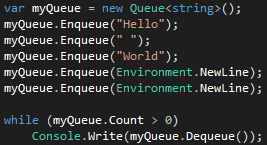 var myQueue = new Queue<string>();
myQueue.Enqueue("Hello");
myQueue.Enqueue(" ");
myQueue.Enqueue("World");
myQueue.Enqueue(Environment.NewLine);
myQueue.Enqueue(Environment.NewLine);

while (myQueue.Count > 0)
    Console.Write(myQueue.Dequeue());